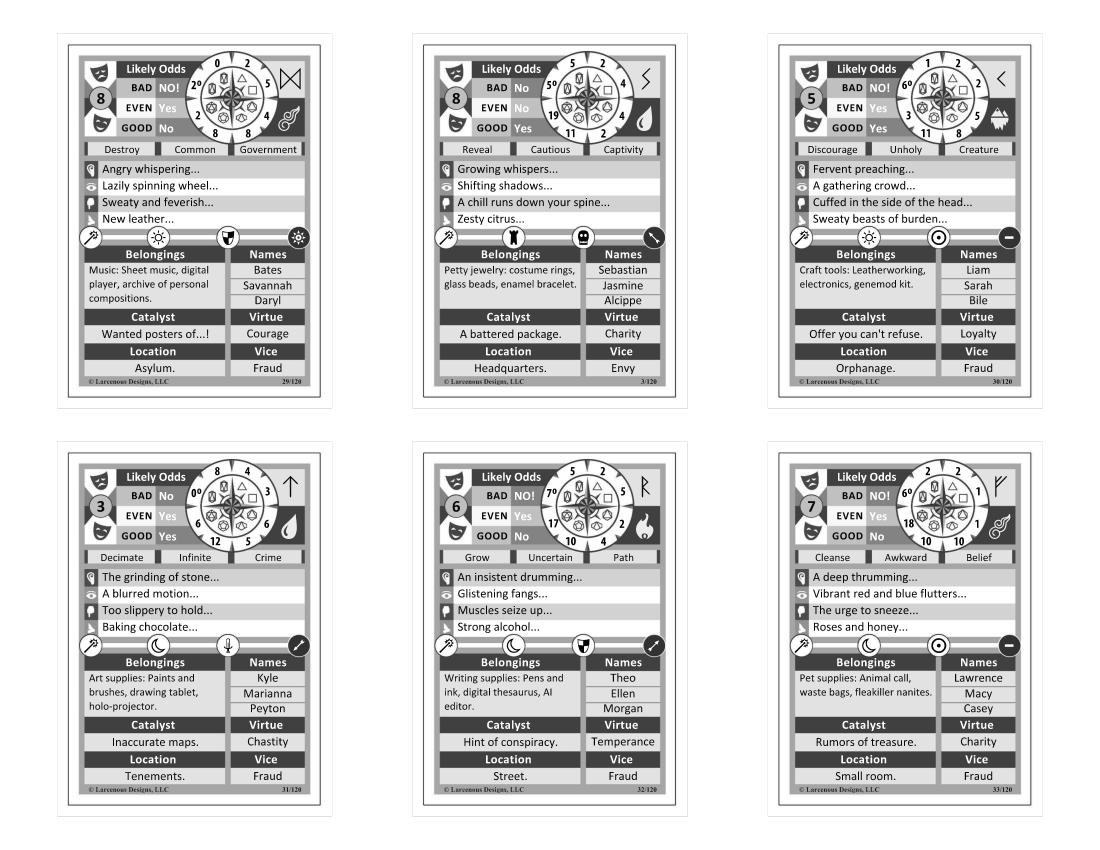 Likely Odds
0 2
8
BAD NO! 2⁰ 5
EVEN Yes 2 4
GOOD No 8 8
Destroy Common Government
Angry whispering...
Lazily spinning wheel...
Sweaty and feverish...
New leather...
Belongings Names
Music: Sheet music, digital
player, archive of personal
compositions.
Bates
Savannah
Daryl
Catalyst Virtue
Wanted posters of...! Courage
Location Vice
Asylum. Fraud
© Larcenous Designs, LLC 29/120
Likely Odds
5 2
8
BAD No 5⁰ 4
EVEN No 19 4
GOOD Yes 11 2
Reveal Cautious Captivity
Growing whispers...
Shifting shadows...
A chill runs down your spine...
Zesty citrus...
Belongings Names
Petty jewelry: costume rings,
glass beads, enamel bracelet.
Sebastian
Jasmine
Alcippe
Catalyst Virtue
A battered package. Charity
Location Vice
Headquarters. Envy
© Larcenous Designs, LLC 3/120
Likely Odds
1 2
5
BAD NO! 6⁰ 2
EVEN Yes 3 5
GOOD Yes 11 8
Discourage Unholy Creature
Fervent preaching...
A gathering crowd...
Cuffed in the side of the head...
Sweaty beasts of burden...
Belongings Names
Craft tools: Leatherworking,
electronics, genemod kit.
Liam
Sarah
Bile
Catalyst Virtue
Offer you can't refuse. Loyalty
Location Vice
Orphanage. Fraud
© Larcenous Designs, LLC 30/120
Likely Odds
8 4
3
BAD No 0⁰ 3
EVEN Yes 6 6
GOOD Yes 12 5
Decimate Infinite Crime
The grinding of stone...
A blurred motion...
Too slippery to hold...
Baking chocolate...
Belongings Names
Art supplies: Paints and
brushes, drawing tablet,
holo-projector.
Kyle
Marianna
Peyton
Catalyst Virtue
Inaccurate maps. Chastity
Location Vice
Tenements. Fraud
© Larcenous Designs, LLC 31/120
Likely Odds
5 2
6
BAD NO! 7⁰ 5
EVEN Yes 17 2
GOOD No 10 4
Grow Uncertain Path
An insistent drumming...
Glistening fangs...
Muscles seize up...
Strong alcohol...
Belongings Names
Writing supplies: Pens and
ink, digital thesaurus, AI
editor.
Theo
Ellen
Morgan
Catalyst Virtue
Hint of conspiracy. Temperance
Location Vice
Street. Fraud
© Larcenous Designs, LLC 32/120
Likely Odds
2 2
7
BAD NO! 6⁰ 1
EVEN Yes 18 1
GOOD No 10 10
Cleanse Awkward Belief
A deep thrumming...
Vibrant red and blue flutters...
The urge to sneeze...
Roses and honey...
Belongings Names
Pet supplies: Animal call,
waste bags, fleakiller nanites.
Lawrence
Macy
Casey
Catalyst Virtue
Rumors of treasure. Charity
Location Vice
Small room. Fraud
© Larcenous Designs, LLC 33/120